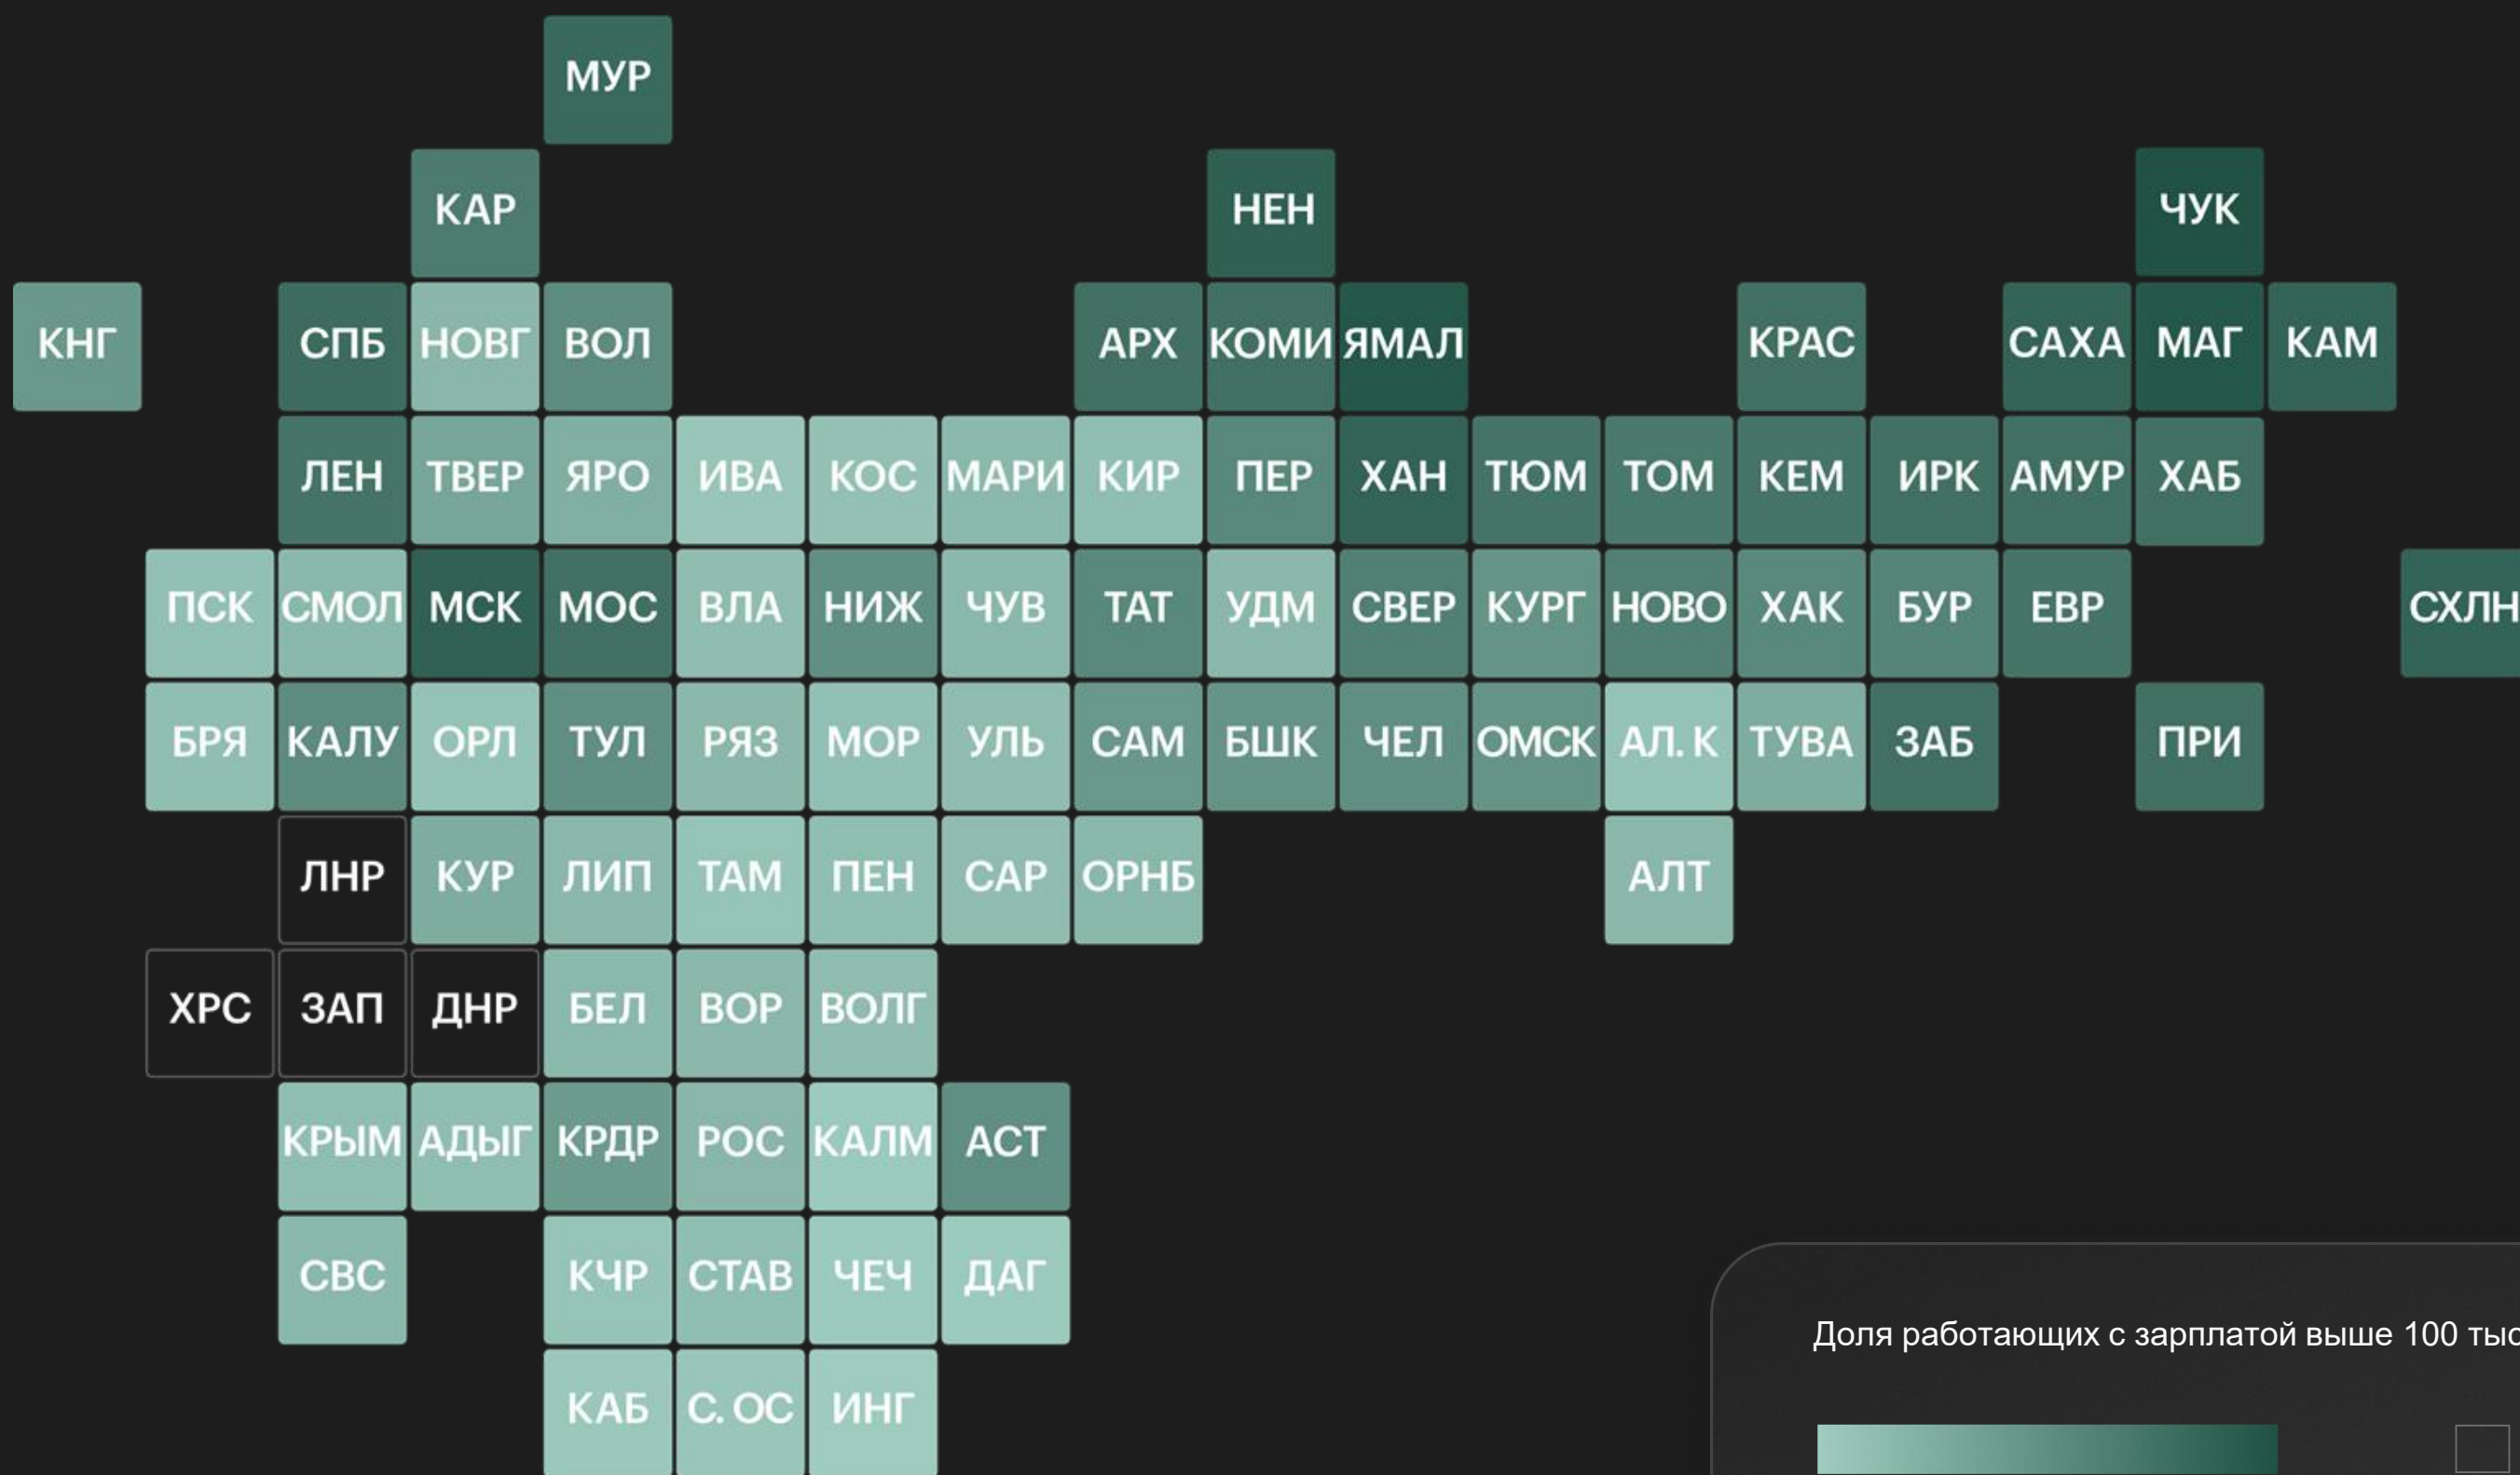 МУР
КАР НЕН ЧУК
КНГ СПБ НОВГ ВОЛ АРХ КОМИ ЯМАЛ КРАС САХА МАГ КАМ
ЛЕН ТВЕР ЯРО ИВА КОС МАРИ КИР ПЕР ХАН ТЮМ ТОМ КЕМ ИРК АМУР ХАБ
ПСК СМОЛ МСК МОС ВЛА НИЖ ЧУВ ТАТ УДМ СВЕР КУРГ НОВО ХАК БУР ЕВР СХЛН
БРЯ КАЛУ ОРЛ ТУЛ РЯЗ МОР УЛЬ САМ БШК ЧЕЛ ОМСК АЛ. К ТУВА ЗАБ ПРИ
ЛНР КУР ЛИП ТАМ ПЕН САР ОРНБ АЛТ
ХРС ЗАП ДНР БЕЛ ВОР ВОЛГ
КРЫМ АДЫГ КРДР РОС КАЛМ АСТ
СВС КЧР СТАВ ЧЕЧ ДАГ
КАБ С. ОС ИНГ
Доля работающих с зарплатой выше 100 тыс